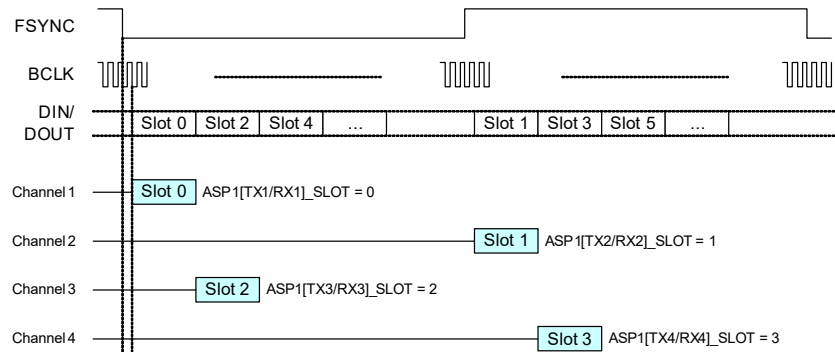 FSYNC
BCLK
DIN/
DOUT
Slot 0 Slot 2 Slot 4 ... Slot 1 Slot 3 Slot 5 ...
Channel 1 Slot 0 ASP1[TX1/RX1]_SLOT = 0
Channel 2 Slot 1 ASP1[TX2/RX2]_SLOT = 1
Channel 3 Slot 2 ASP1[TX3/RX3]_SLOT = 2
Channel 4 Slot 3 ASP1[TX4/RX4]_SLOT = 3